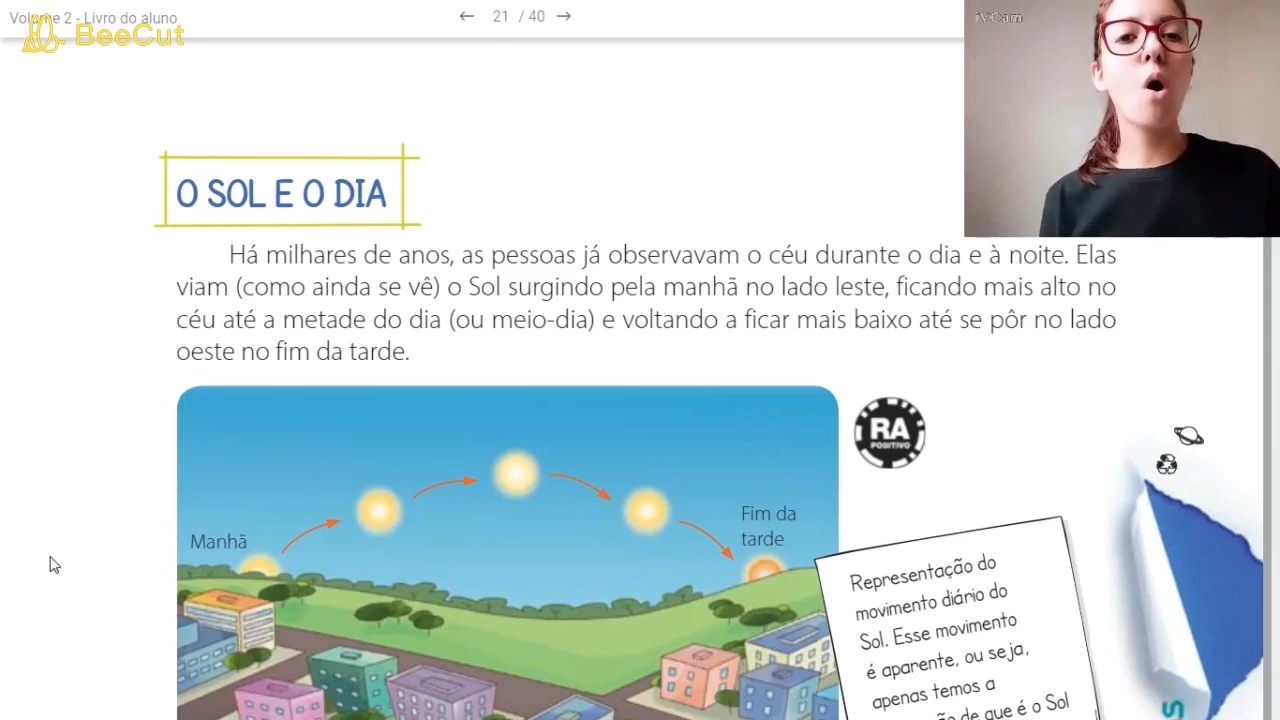 Volume 2 - Livro do aluno
21 / 40
BeeCut
iVCam
O SOL E O DIA
Há milhares de anos, as pessoas já observavam o céu durante o dia e à noite. Elas
viam (como ainda se vê) o Sol surgindo pela manhã no lado leste, ficando mais alto no
céu até a metade do dia (ou meio-dia) e voltando a ficar mais baixo até se pôr no lado
oeste no fim da tarde.
RA
POSITIVO
Manhã
Fim da
tarde
Representação do
movimento diário do
Sol. Esse movimento
é aparente, ou seja,
apenas temos a
de que é o Sol